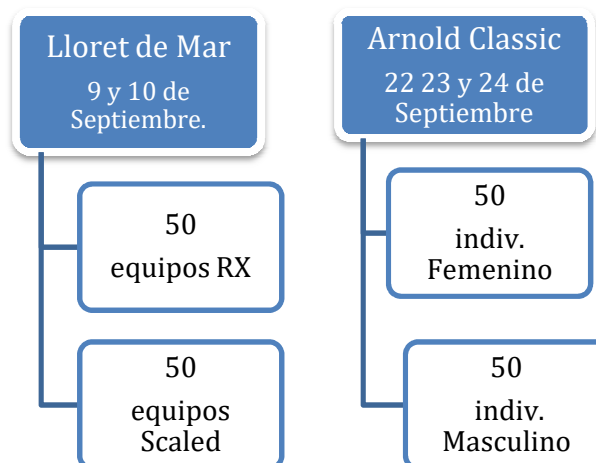 Lloret de Mar
9 y 10 de
Septiembre.
50
equipos RX
50
equipos
Scaled
Arnold Classic
22 23 y 24 de
Septiembre
50
indiv.
Femenino
50
indiv.
Masculino